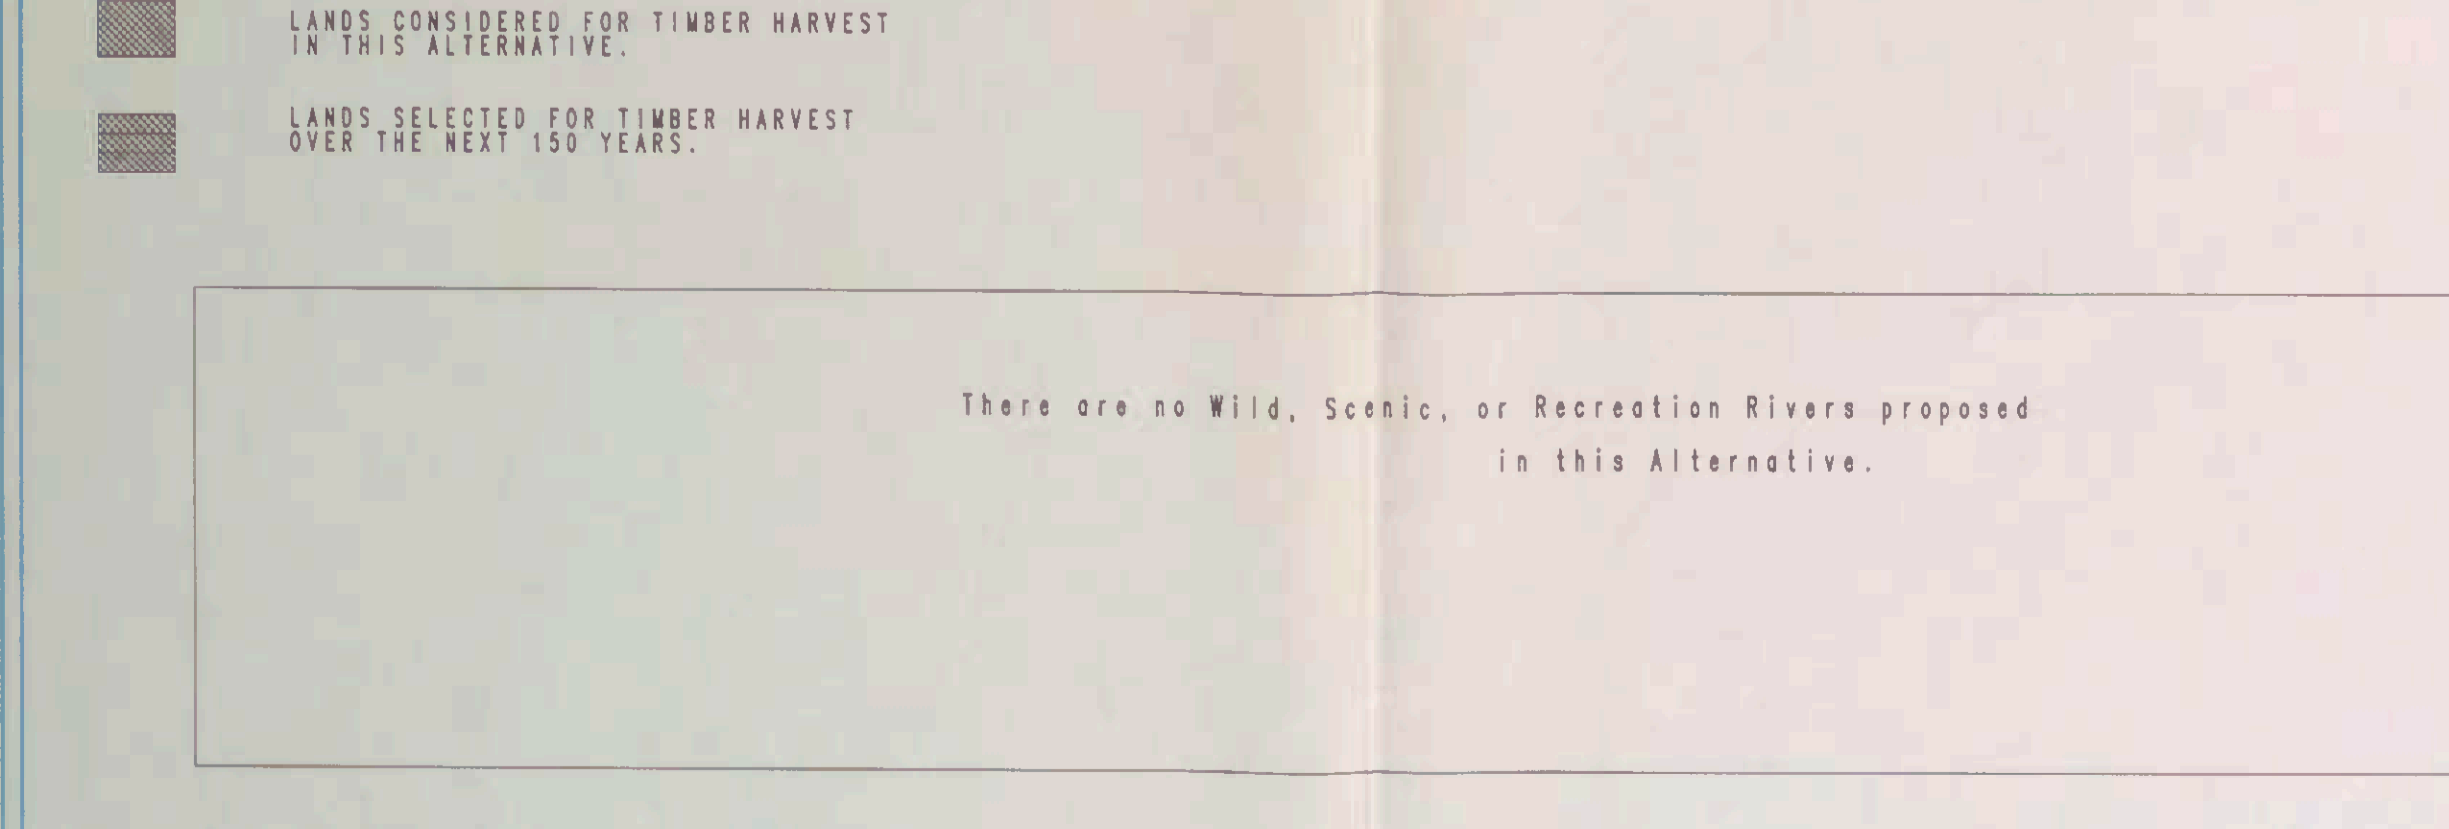 LANDS CONSIDERED FOR TIMBER HARVEST
IN THIS ALTERNATIVE.
LANDS SELECTED FOR TIMBER HARVEST
OVER THE NEXT 150 YEARS.
There are no Wild, Scenic, or Recreation Rivers proposed
in this Alternative.